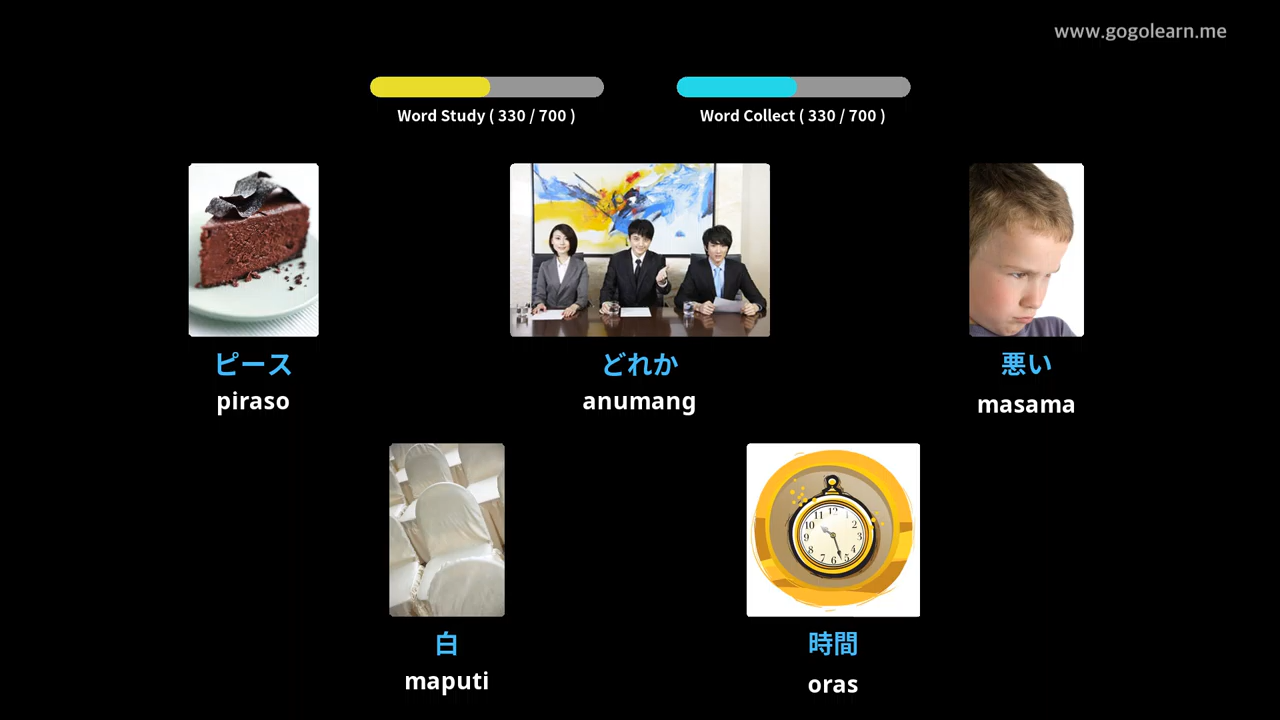 www.gogolearn.me
Word Study ( 330 / 700 )
Word Collect ( 330 / 700 )
ピース
piraso
どれか
anumang
悪い
masama
白
maputi
時間
oras